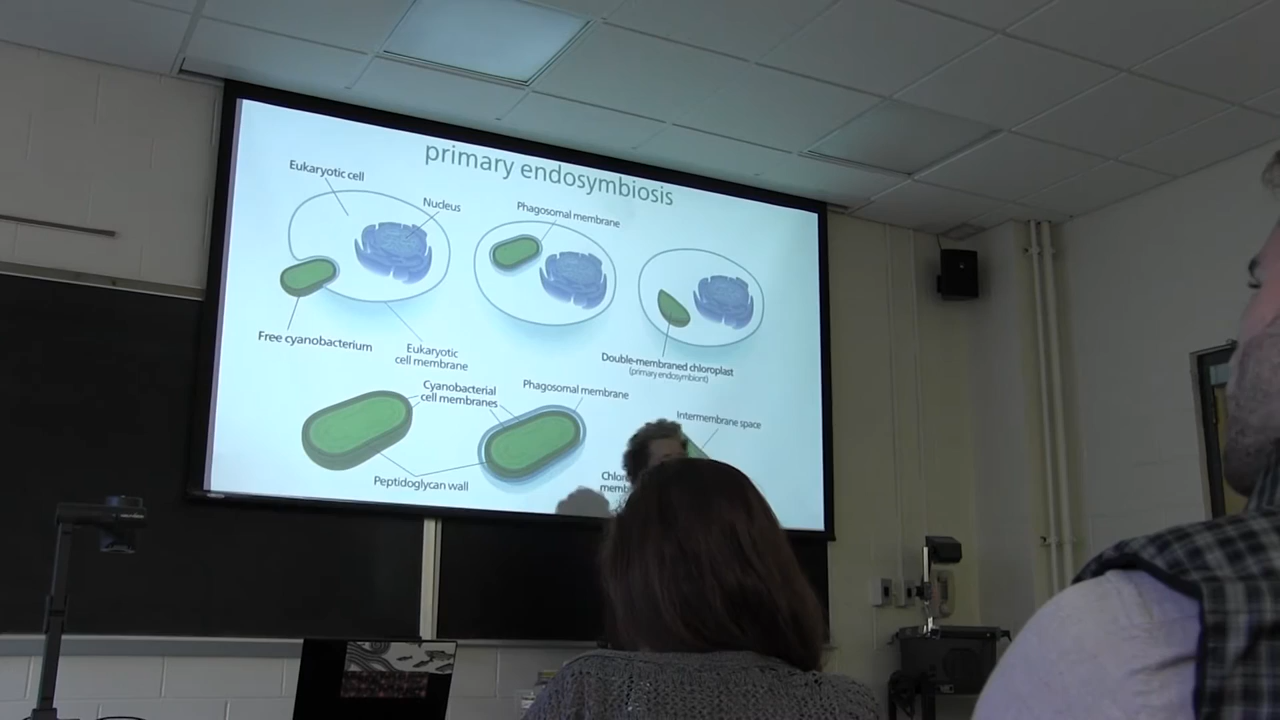 primary endosymbiosis
Eukaryotic cell
Nucleus
Phagosomal membrane
Free cyanobacterium
Eukaryotic
cell membrane
Double-membraned chloroplast
(primary endosymbiont)
Cyanobacterial
cell membranes
Phagosomal membrane
Intermembrane space
Peptidoglycan wall